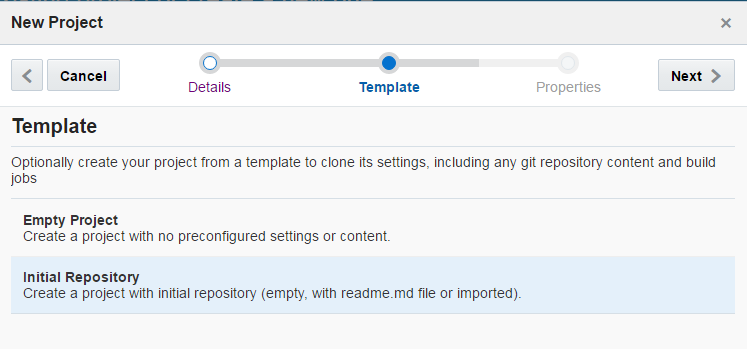 New Project
Cancel
Details
Template
Properties
Next
Template
Optionally create your project from a template to clone its settings, including any git repository content and build
jobs
Empty Project
Create a project with no preconfigured settings or content.
Initial Repository
Create a project with initial repository (empty, with readme.md file or imported).